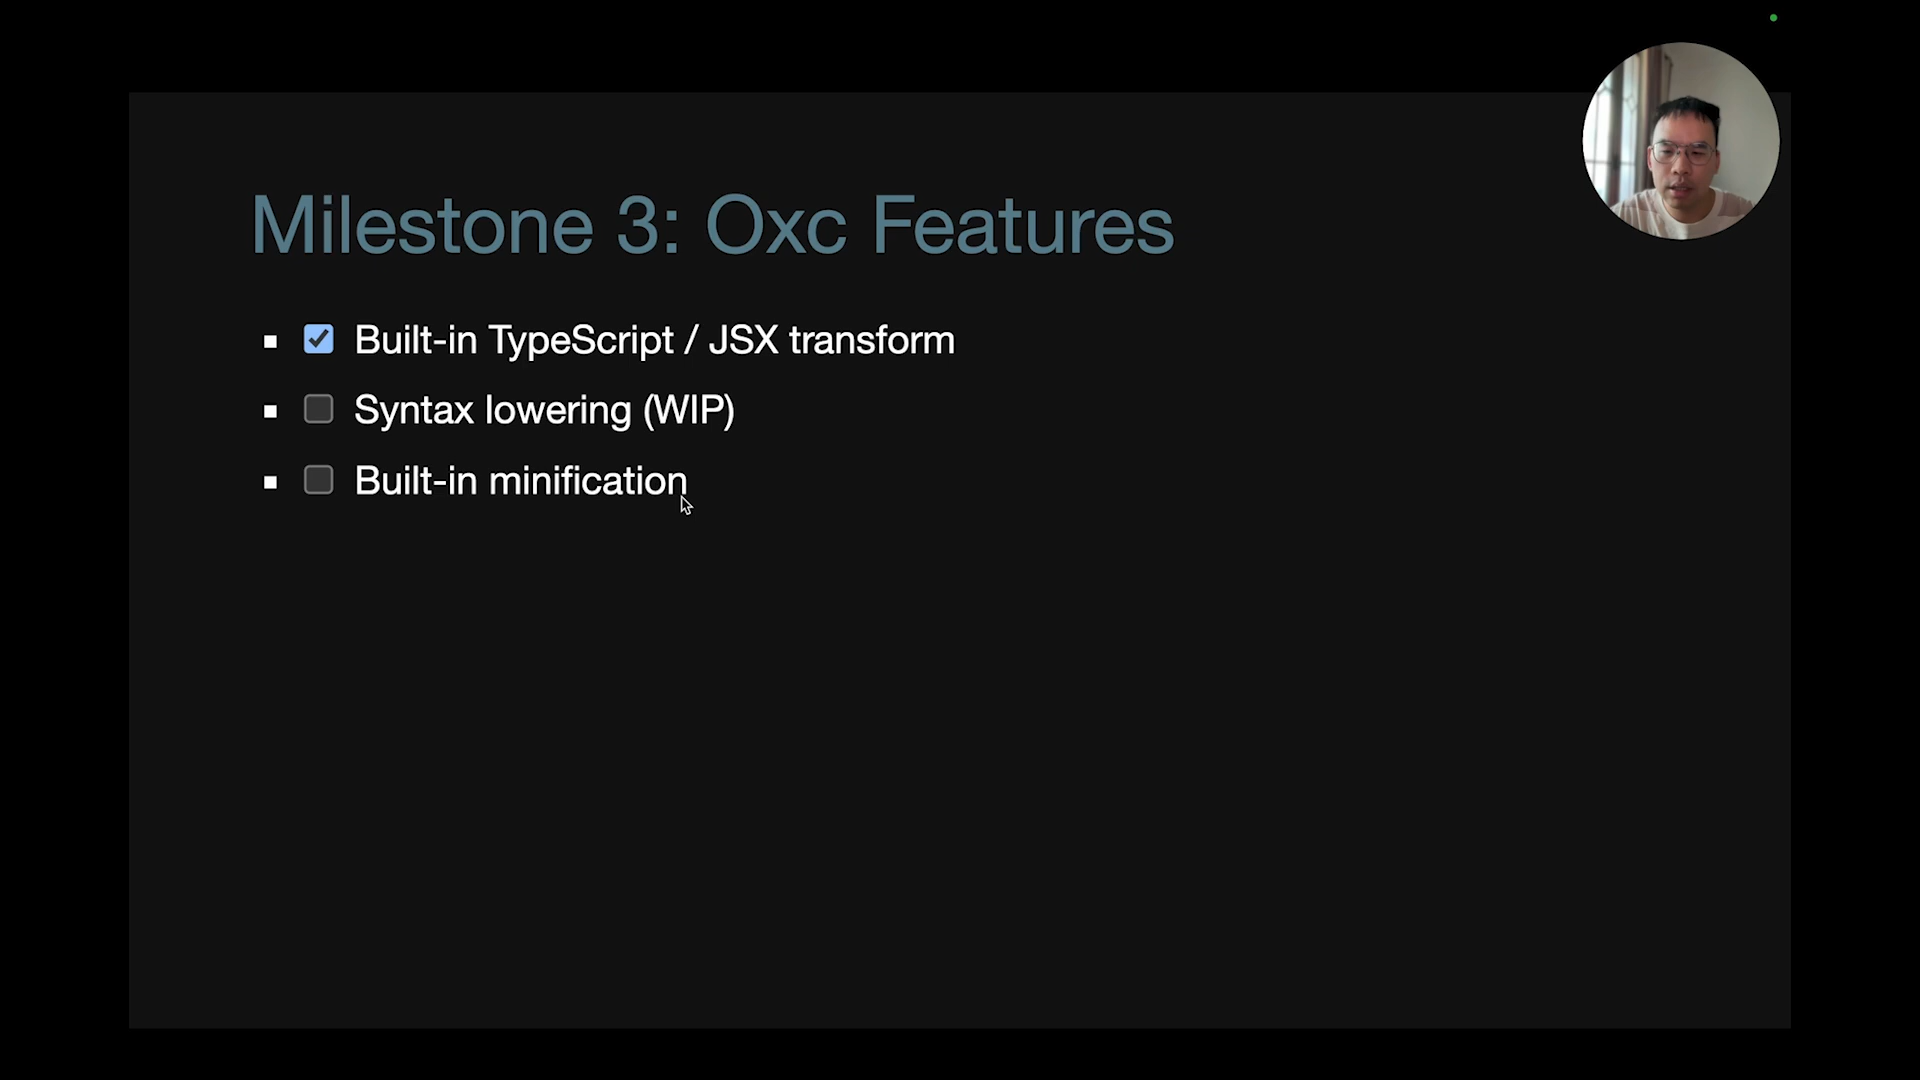 Milestone 3: Oxc Features
Built-in TypeScript / JSX transform
Syntax lowering (WIP)
Built-in minification